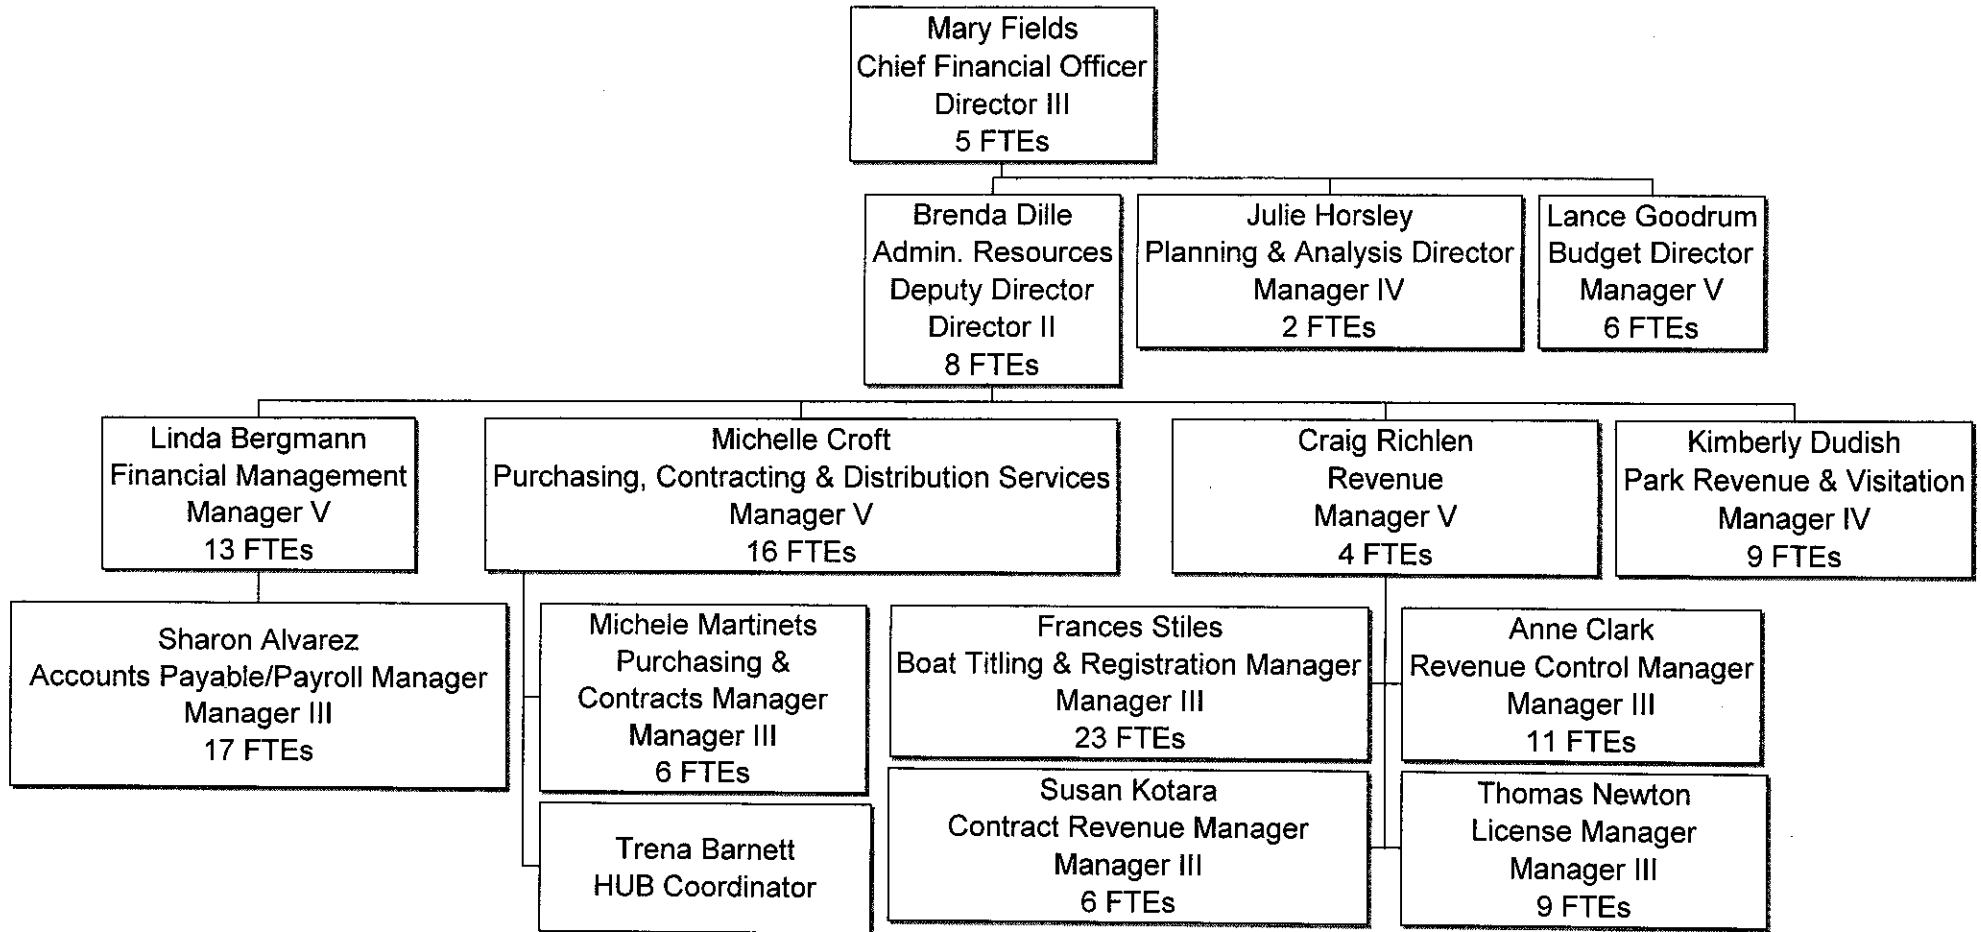 Mary Fields
Chief Financial Officer
Director III
5 FTEs
Brenda Dille
Admin. Resources
Deputy Director
Director II
8 FTEs
Julie Horsley
Planning & Analysis Director
Manager IV
2 FTEs
Lance Goodrum
Budget Director
Manager V
6 FTEs
Linda Bergmann
Financial Management
Manager V
13 FTEs
Michelle Croft
Purchasing, Contracting & Distribution Services
Manager V
16 FTEs
Craig Richlen
Revenue
Manager V
4 FTEs
Kimberly Dudish
Park Revenue & Visitation
Manager IV
9 FTEs
Sharon Alvarez
Accounts Payable/Payroll Manager
Manager III
17 FTEs
Michele Martinets
Purchasing &
Contracts Manager
Manager III
6 FTEs
Trena Barnett
HUB Coordinator
Frances Stiles
Boat Titling & Registration Manager
Manager III
23 FTEs
Anne Clark
Revenue Control Manager
Manager III
11 FTEs
Susan Kotara
Contract Revenue Manager
Manager III
6 FTEs
Thomas Newton
License Manager
Manager III
9 FTEs